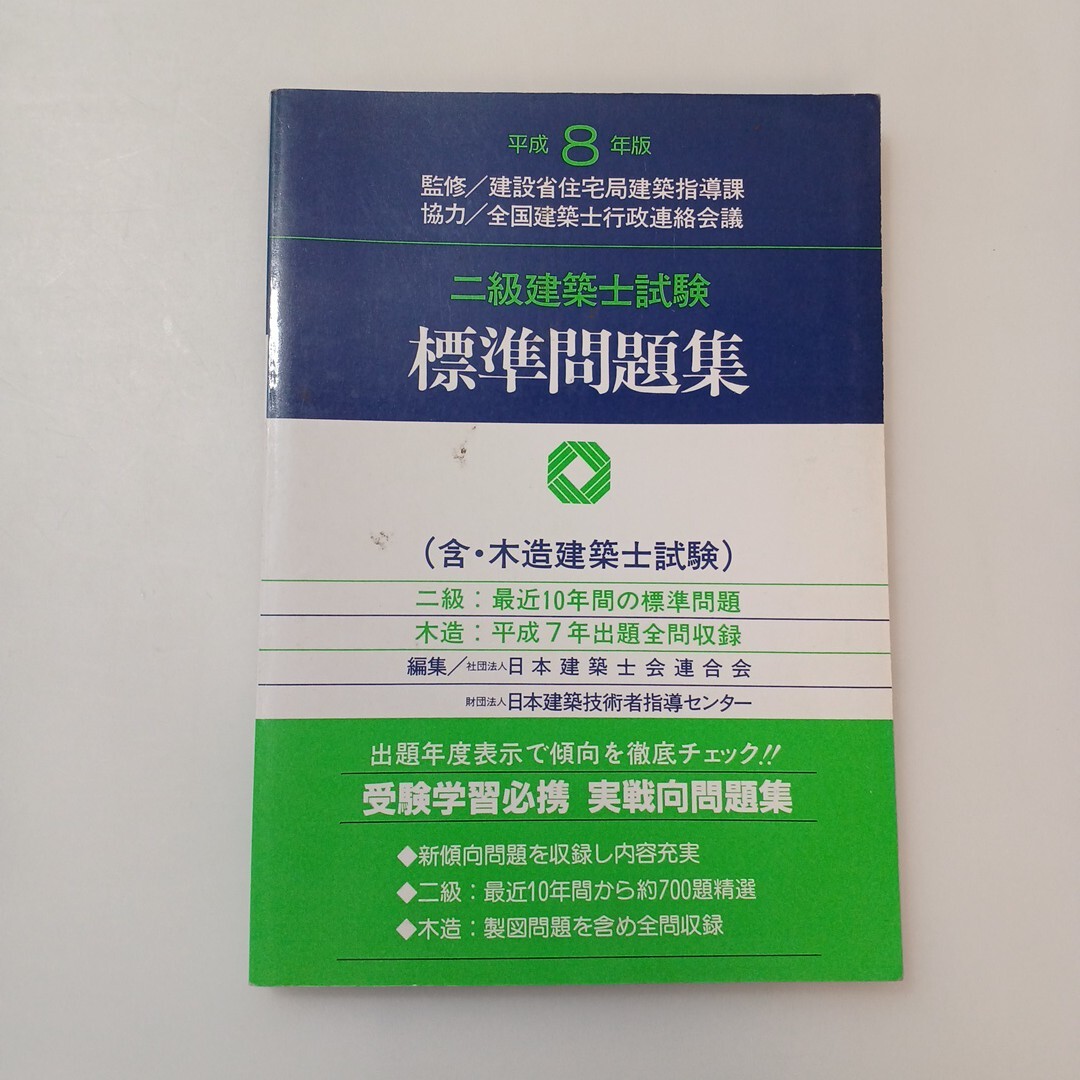 平成8年版
監修／建設省住宅局建築指導課
協力／全国建築士行政連絡会議
二級建築士試験
標準問題集
（含・木造建築士試験）
二級：最近10年間の標準問題
木造：平成7年出題全問収録
編集／社団法人日本建築士会連合会
財団法人日本建築技術者指導センター
出題年度表示で傾向を徹底チェック!!
受験学習必携 実戦向問題集
◆新傾向問題を収録し内容充実
◆二級：最近10年間から約700題精選
◆木造：製図問題を含め全問収録